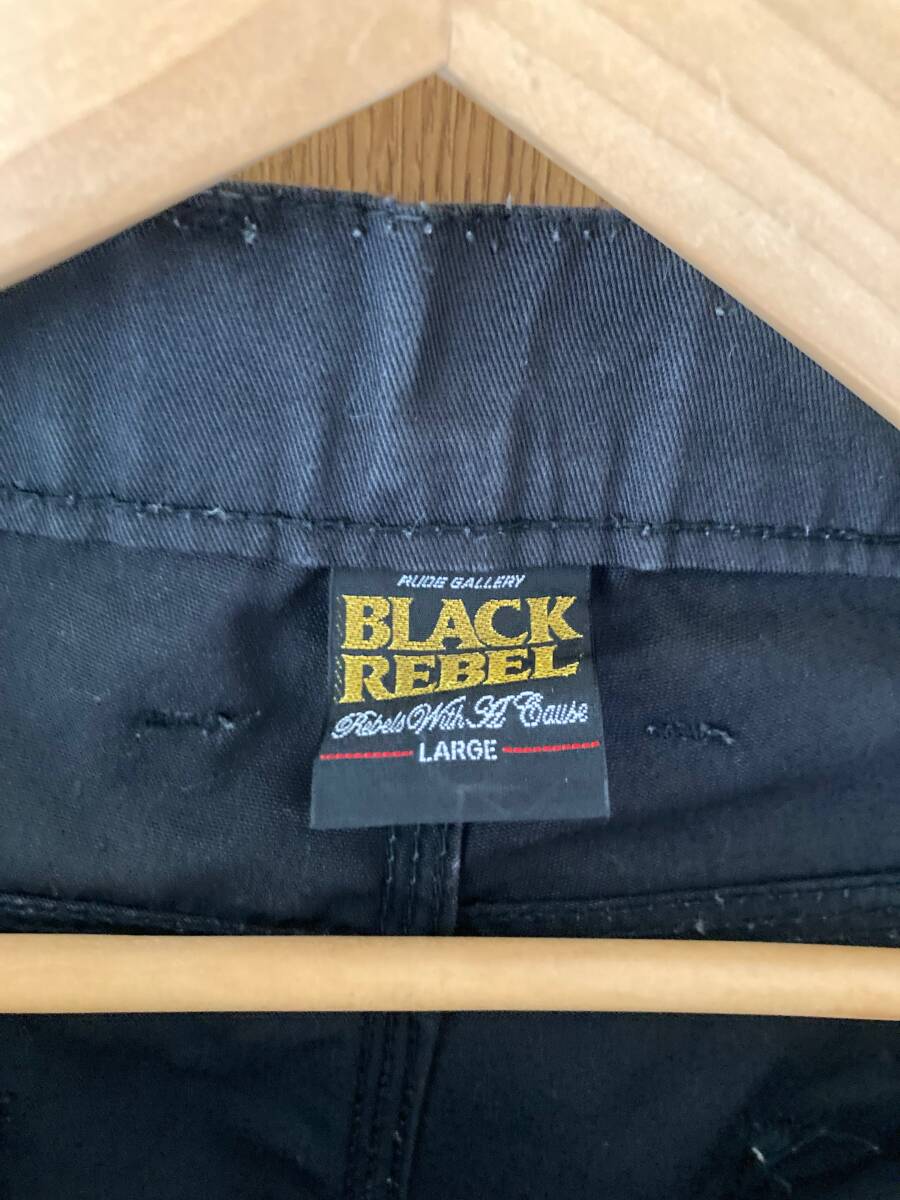 RUDE GALLERY
BLACK
REBEL
Rebels With A Cause
LARGE